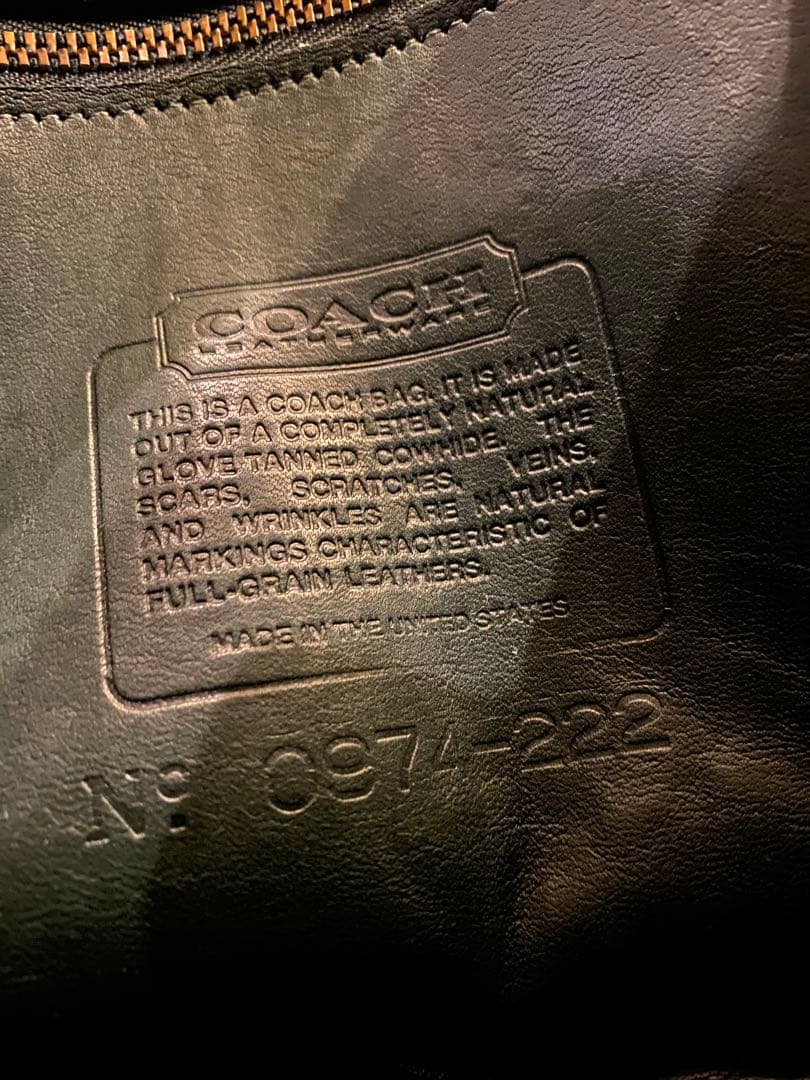 COACH
LEATHERWARE
THIS IS A COACH BAG. IT IS MADE
OUT OF A COMPLETELY NATURAL
GLOVE TANNED COWHIDE. THE
SCARS, SCRATCHES, VEINS,
AND WRINKLES ARE NATURAL
MARKINGS CHARACTERISTIC OF
FULL-GRAIN LEATHERS.
MADE IN THE UNITED STATES
Nº 0974-222